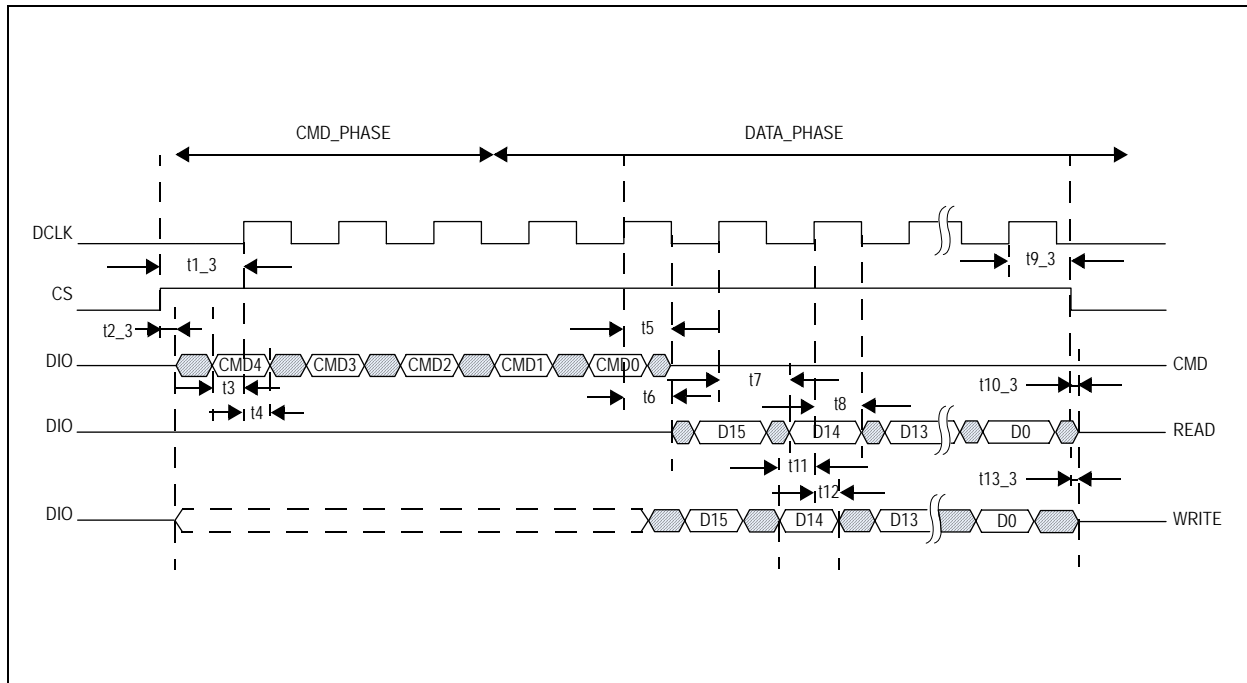 CMD_PHASE DATA_PHASE
DCLK
t1_3 t9_3
CS
t2_3 t5
DIO CMD4 CMD3 CMD2 CMD1 CMD0 CMD
t3 t6 t7 t10_3
t4 t8
DIO D15 D14 D13 D0 READ
t11 t13_3
t12
DIO D15 D14 D13 D0 WRITE